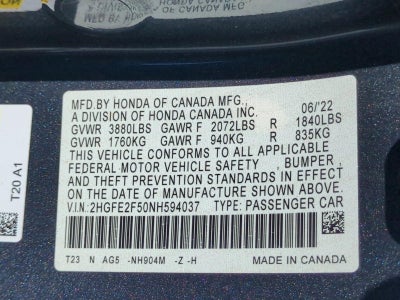 MFD.BY HONDA OF CANADA MFG.,
A DIVISION OF HONDA CANADA INC. 06/'22
GVWR 3880LBS GAWR F 2072LBS R 1840LBS
GVWR 1760KG GAWR F 940KG R 835KG
THIS VEHICLE CONFORMS TO ALL APPLICABLE
FEDERAL MOTOR VEHICLE SAFETY , BUMPER ,
AND THEFT PREVENTION STANDARDS IN EFFECT
ON THE DATE OF MANUFACTURE SHOWN ABOVE.
V.I.N.:2HGFE2F50NH594037 TYPE: PASSENGER CAR
T23 N AG5 -NH904M -Z -H MADE IN CANADA
T20 A1